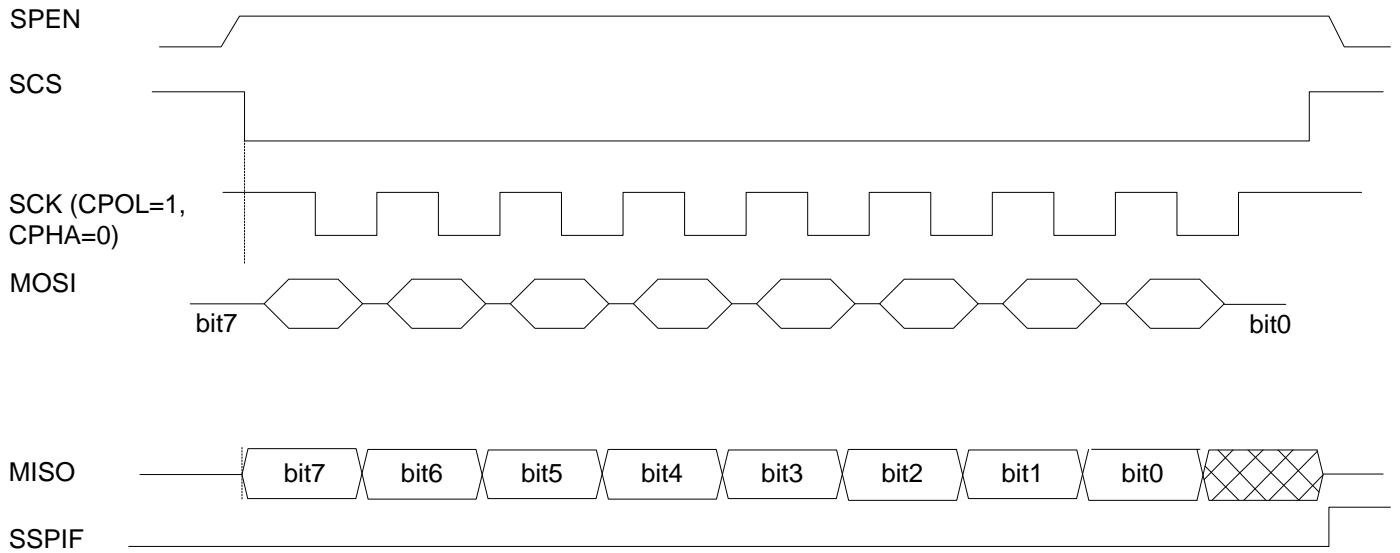 SPEN
SCS
SCK (CPOL=1,
CPHA=0)
MOSI
bit7
bit0
MISO
bit7
bit6
bit5
bit4
bit3
bit2
bit1
bit0
SSPIF